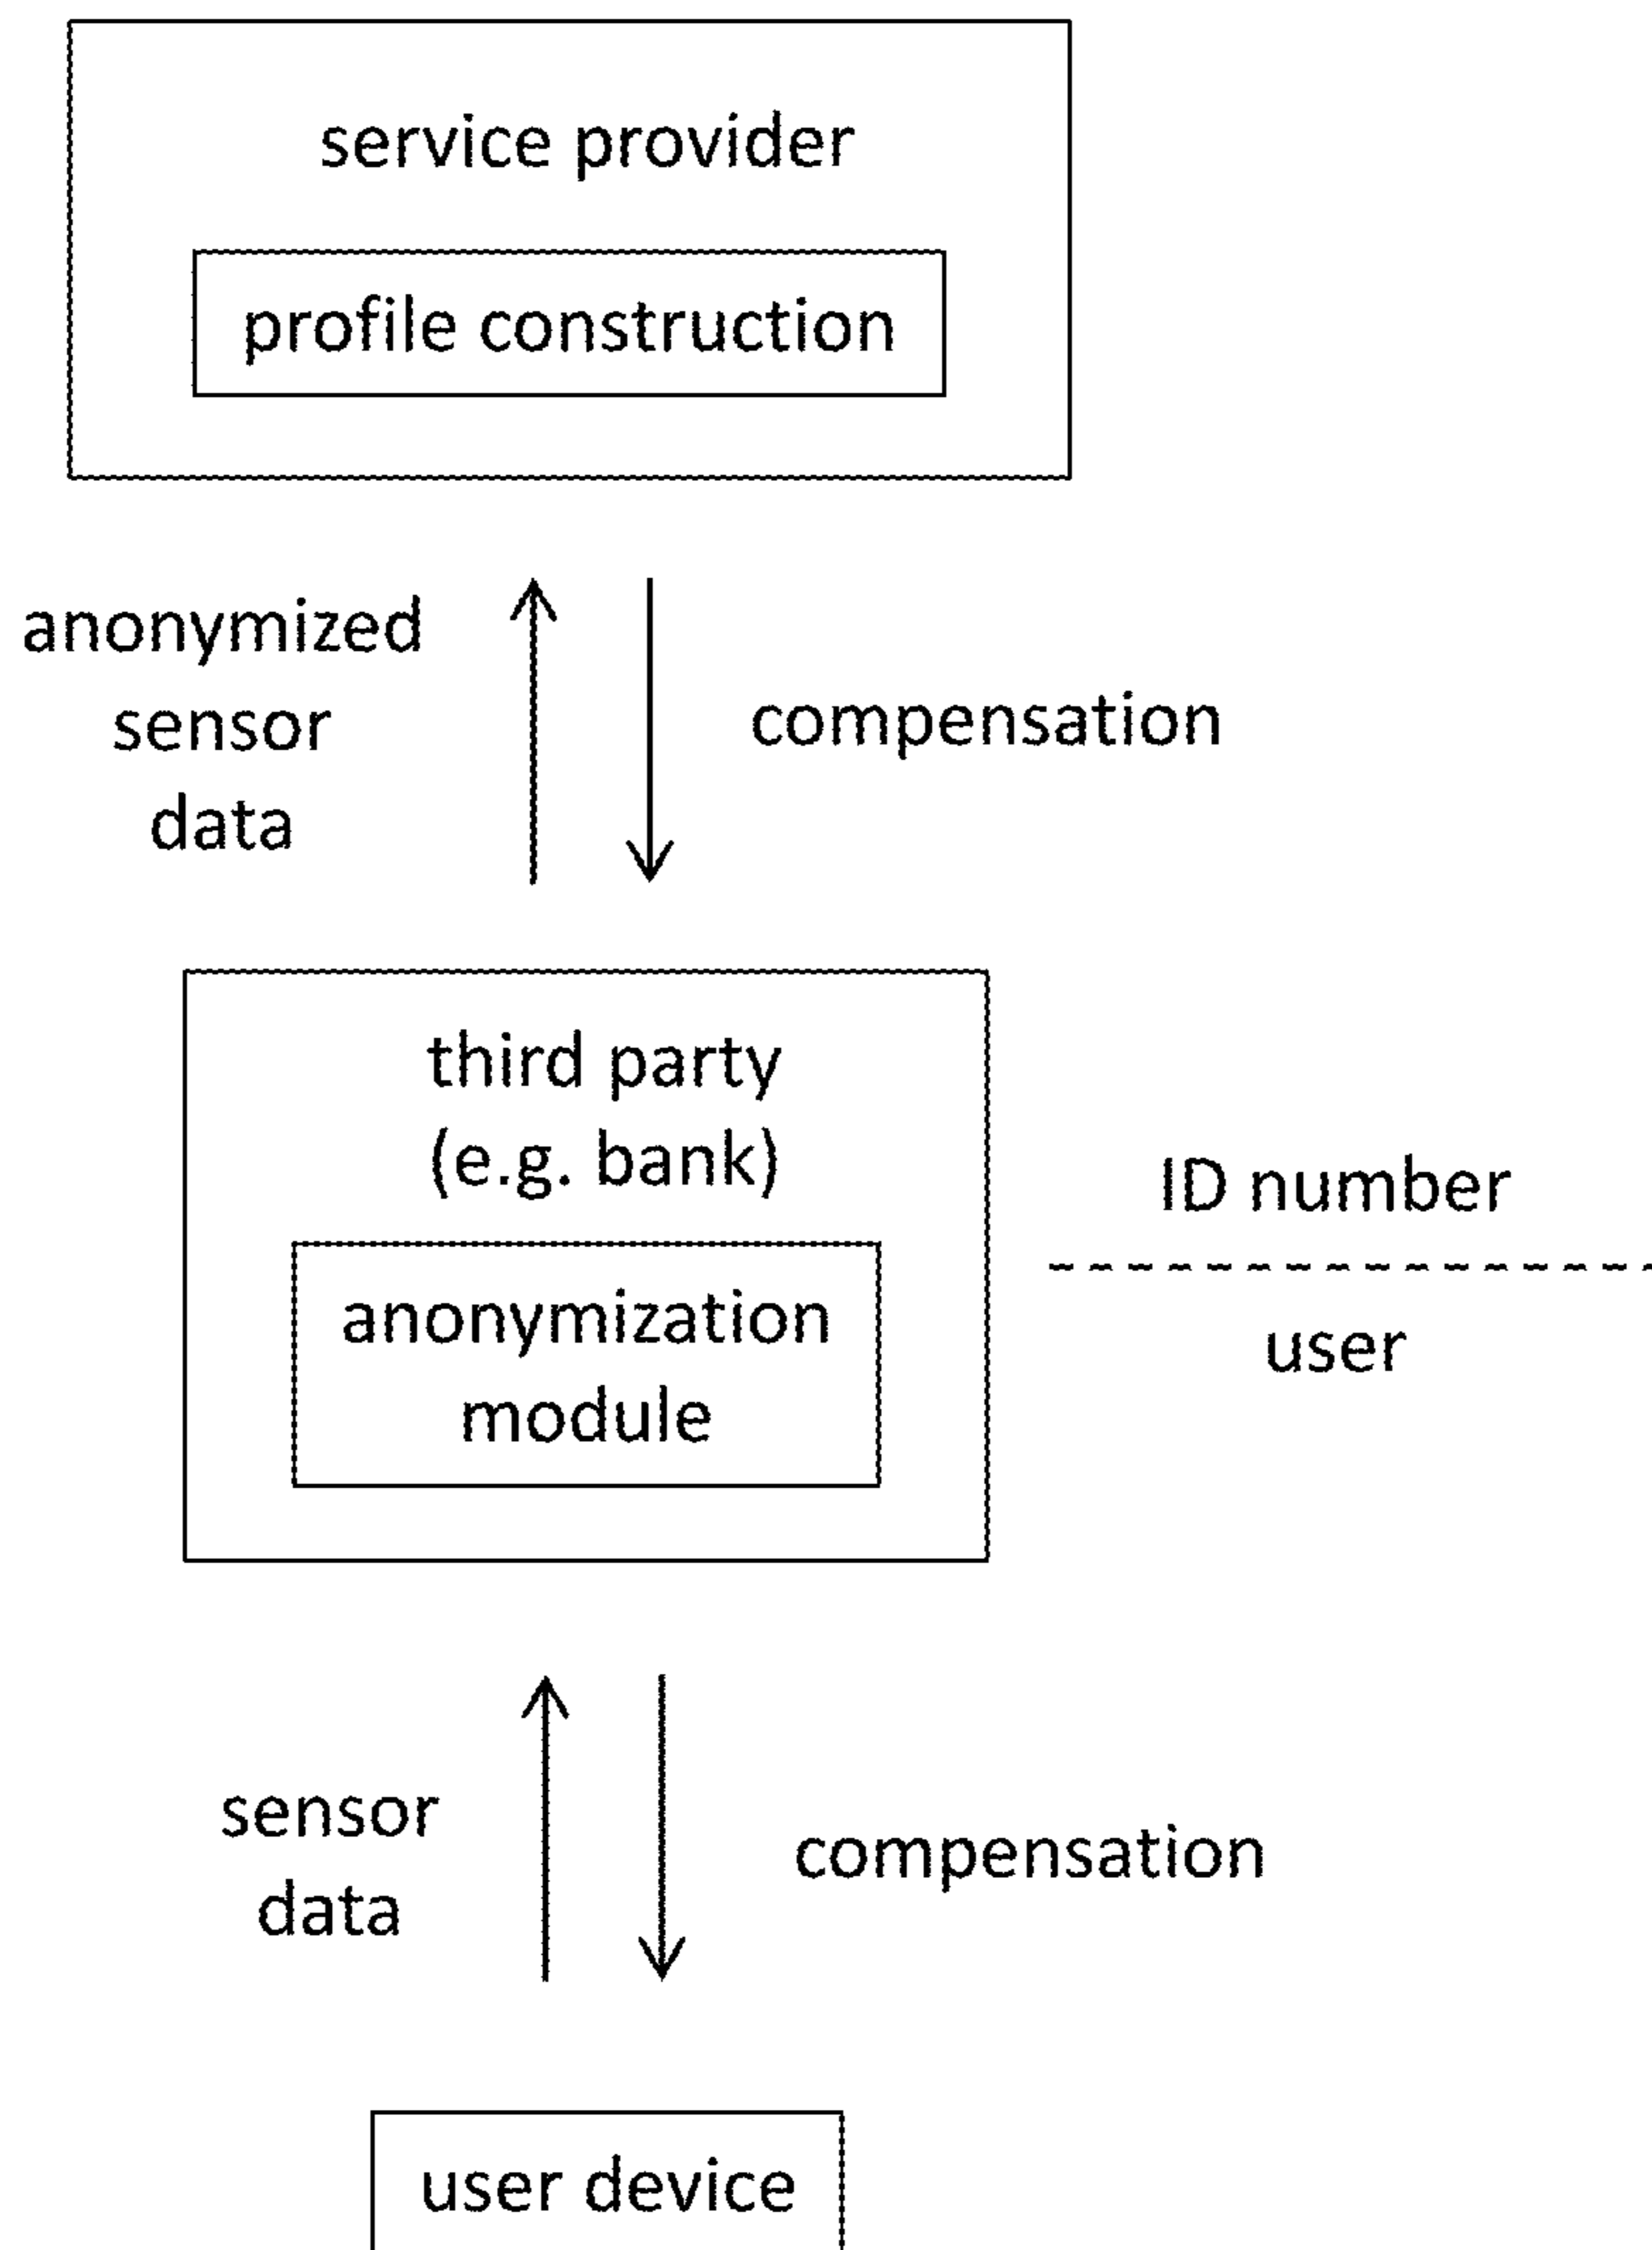 service provider
profile construction
anonymized
sensor
data
compensation
third party
(e.g. bank)
anonymization
module
ID number
user
sensor
data
compensation
user device